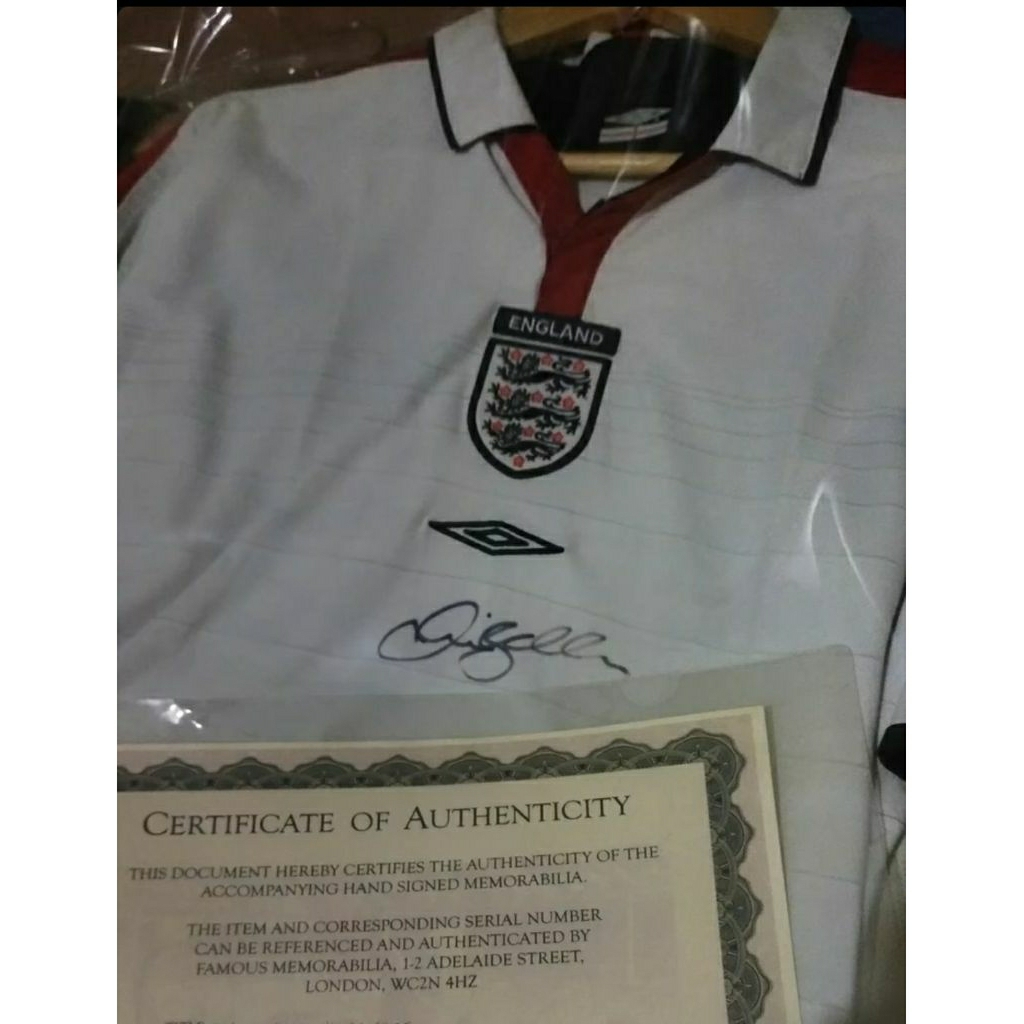 ENGLAND
CERTIFICATE OF AUTHENTICITY
THIS DOCUMENT HEREBY CERTIFIES THE AUTHENTICITY OF THE
ACCOMPANYING HAND SIGNED MEMORABILIA.
THE ITEM AND CORRESPONDING SERIAL NUMBER
CAN BE REFERENCED AND AUTHENTICATED BY
FAMOUS MEMORABILIA, 1-2 ADELAIDE STREET,
LONDON, WC2N 4HZ